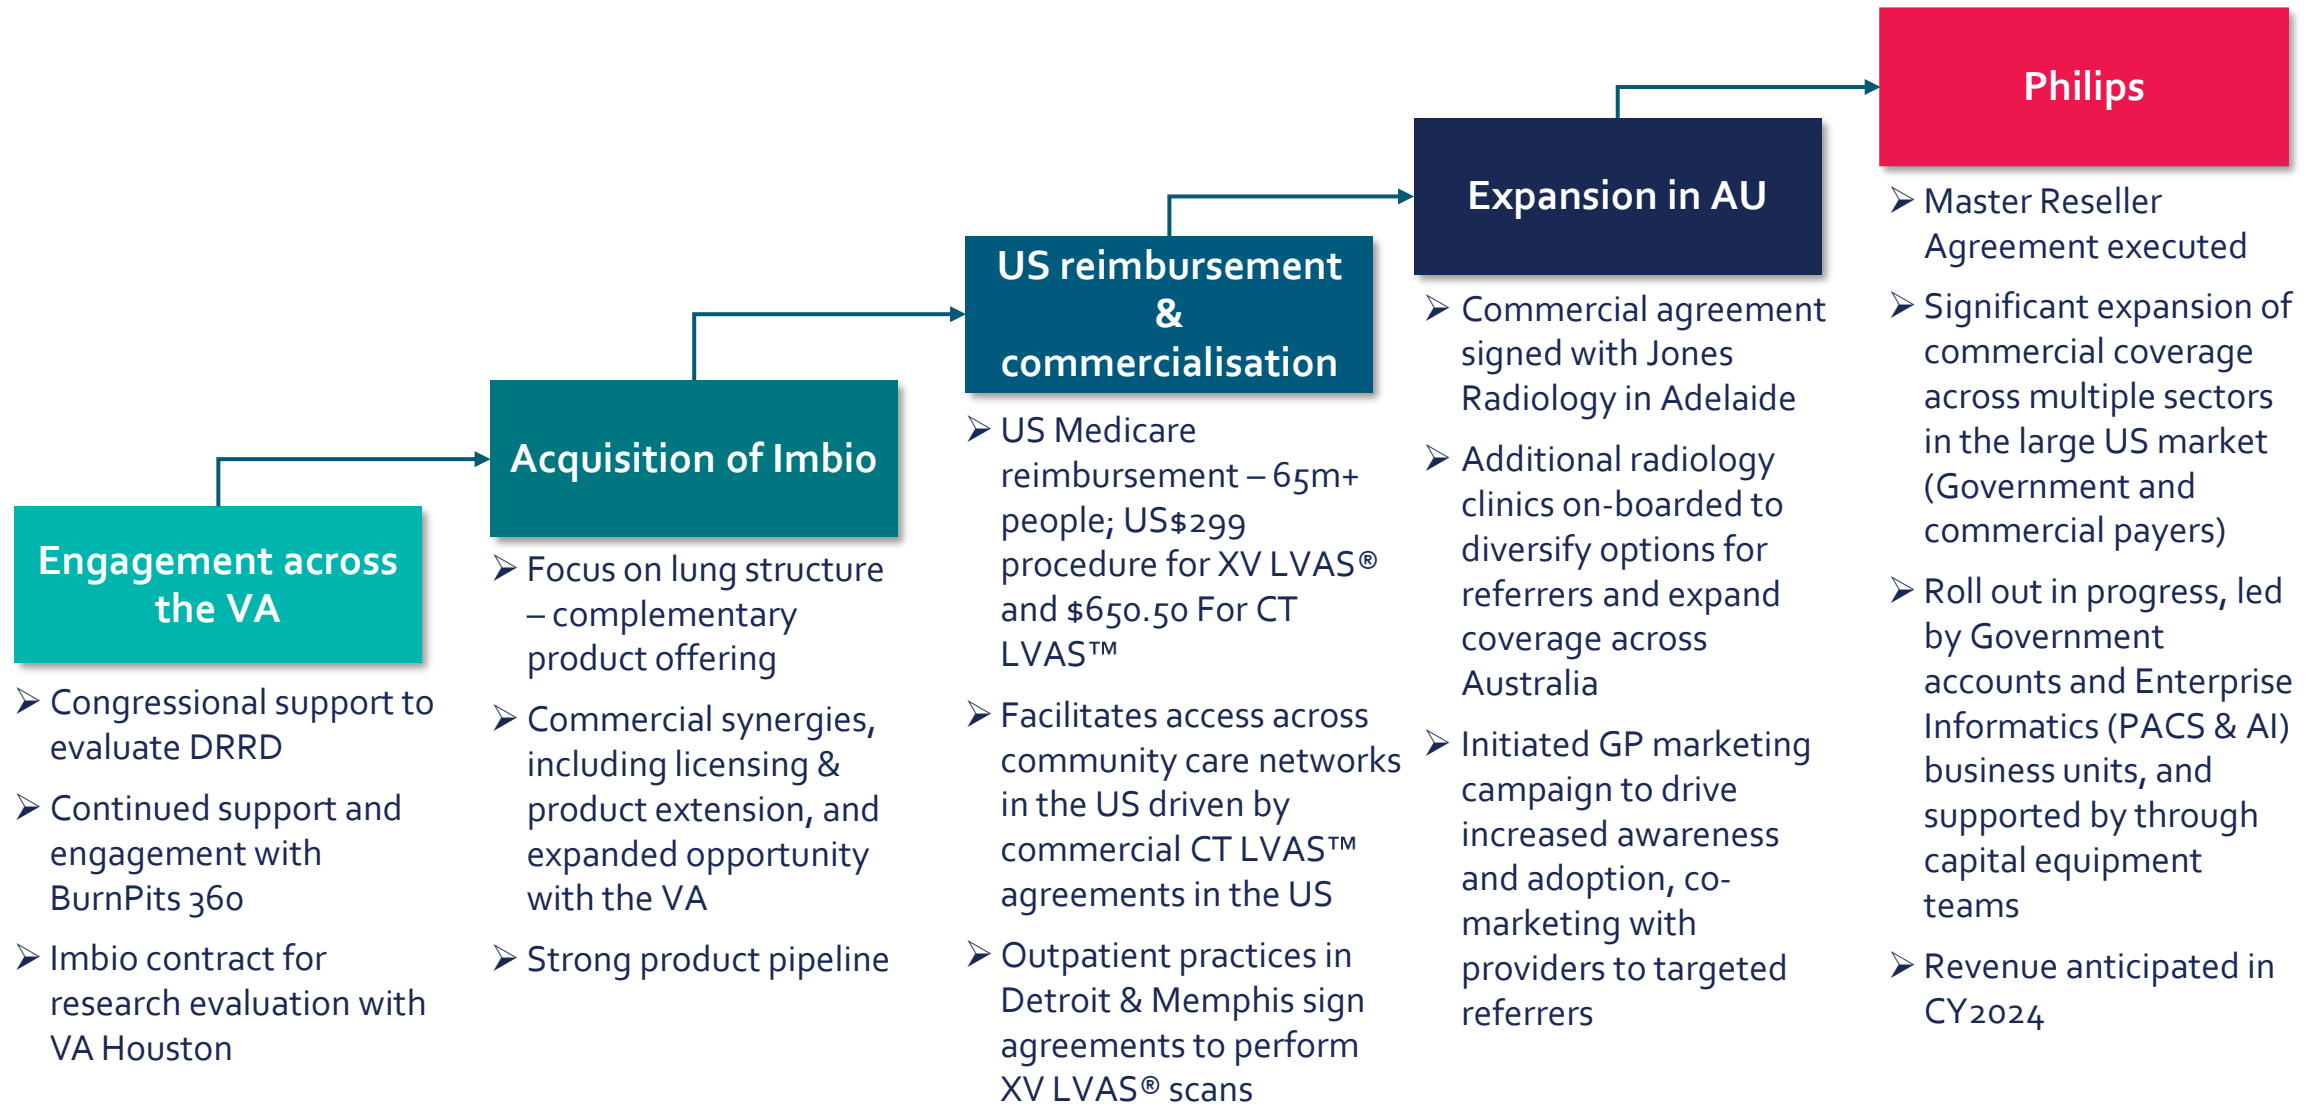 Engagement across
the VA
➢ Congressional support to
evaluate DRRD
➢ Continued support and
engagement with
BurnPits 360
➢ Imbio contract for
research evaluation with
VA Houston
Acquisition of Imbio
➢ Focus on lung structure
– complementary
product offering
➢ Commercial synergies,
including licensing &
product extension, and
expanded opportunity
with the VA
➢ Strong product pipeline
US reimbursement
&
commercialisation
➢ US Medicare
reimbursement – 65m+
people; US$299
procedure for XV LVAS®
and $650.50 For CT
LVAS™
➢ Facilitates access across
community care networks
in the US driven by
commercial CT LVAS™
agreements in the US
➢ Outpatient practices in
Detroit & Memphis sign
agreements to perform
XV LVAS® scans
Expansion in AU
➢ Commercial agreement
signed with Jones
Radiology in Adelaide
➢ Additional radiology
clinics on-boarded to
diversify options for
referrers and expand
coverage across
Australia
➢ Initiated GP marketing
campaign to drive
increased awareness
and adoption, co-
marketing with
providers to targeted
referrers
Philips
➢ Master Reseller
Agreement executed
➢ Significant expansion of
commercial coverage
across multiple sectors
in the large US market
(Government and
commercial payers)
➢ Roll out in progress, led
by Government
accounts and Enterprise
Informatics (PACS & AI)
business units, and
supported by through
capital equipment
teams
➢ Revenue anticipated in
CY2024